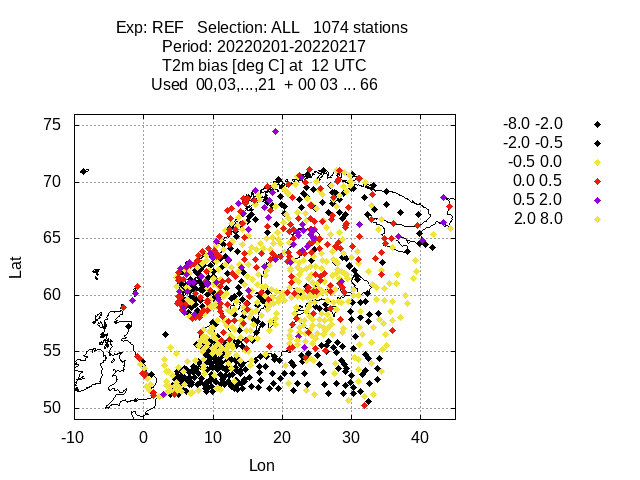 Exp: REF   Selection: ALL   1074 stations
Period: 20220201-20220217
T2m bias [deg C] at  12 UTC
Used  00,03,...,21  + 00 03 ... 66
-8.0 -2.0
-2.0 -0.5
-0.5 0.0
0.0 0.5
0.5 2.0
2.0 8.0
75
70
65
60
55
50
Lat
-10 0 10 20 30 40
Lon